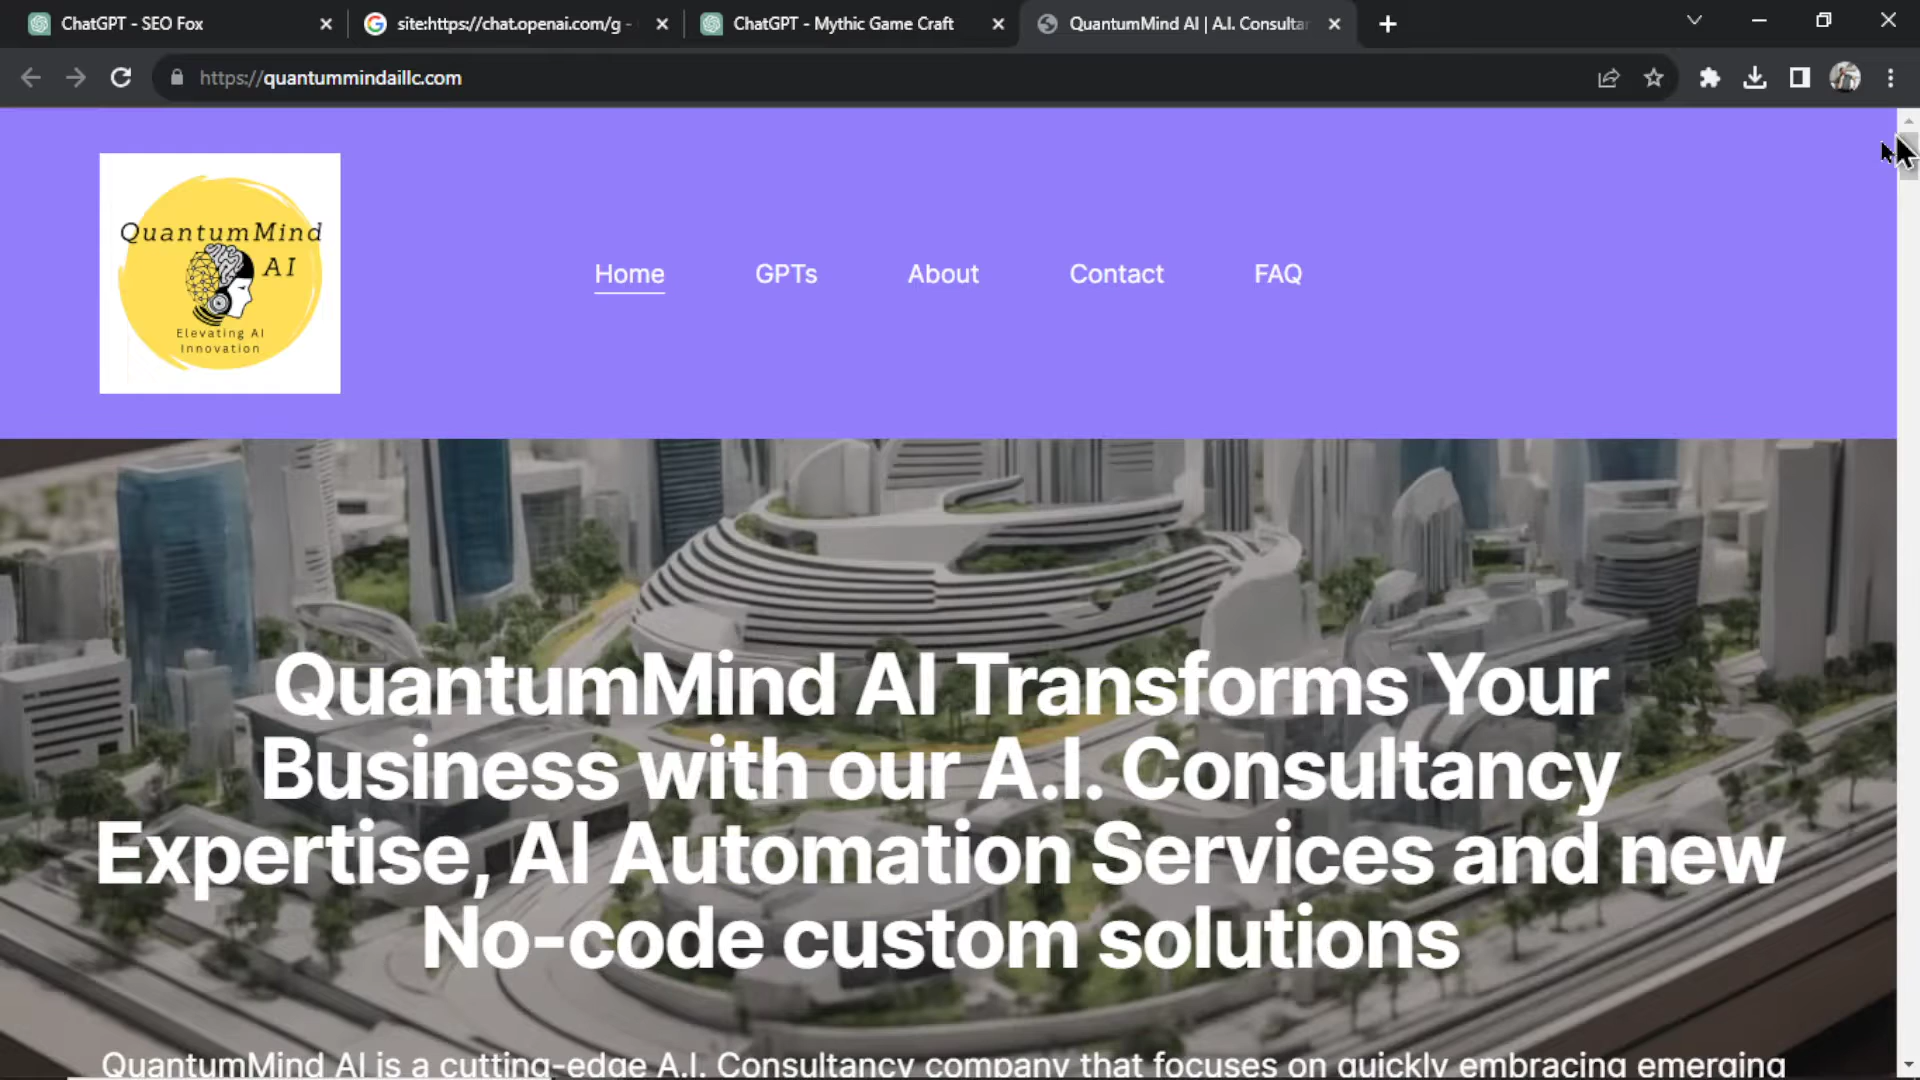 ChatGPT - SEO Fox
site:https://chat.openai.com/g -
ChatGPT - Mythic Game Craft
QuantumMind AI | A.I. Consulta
https://quantummindaillc.com
QuantumMind
AI
Elevating AI
Innovation
Home
GPTs
About
Contact
FAQ
QuantumMind AI Transforms Your
Business with our A.I. Consultancy
Expertise, AI Automation Services and new
No-code custom solutions
QuantumMind AI is a cutting-edge A.I. Consultancy company that focuses on quickly embracing emerging